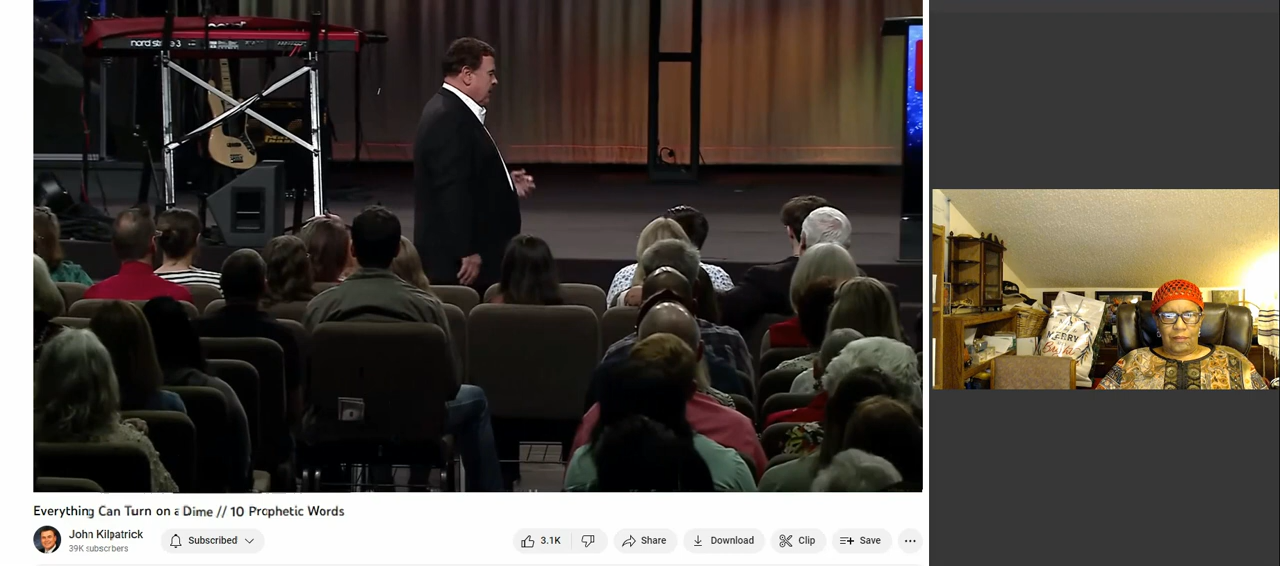 nord stage 3
Everything Can Turn on a Dime // 10 Prophetic Words
John Kilpatrick
39K subscrbers
Subscribed
3.1K
Share
Download
Clip
Save
MERRY